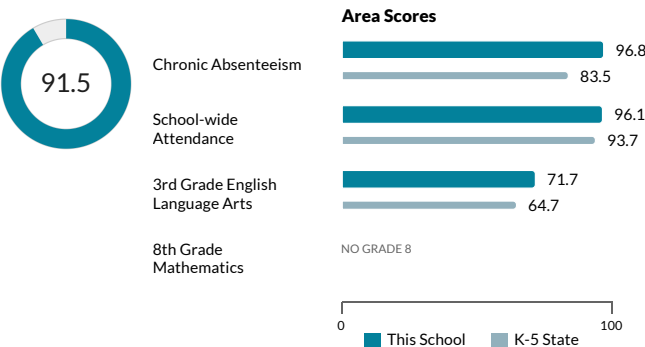 Area Scores
91.5
Chronic Absenteeism
96.8
83.5
School-wide
Attendance
96.1
93.7
3rd Grade English
Language Arts
71.7
64.7
8th Grade
Mathematics
NO GRADE 8
0
100
This School
K-5 State